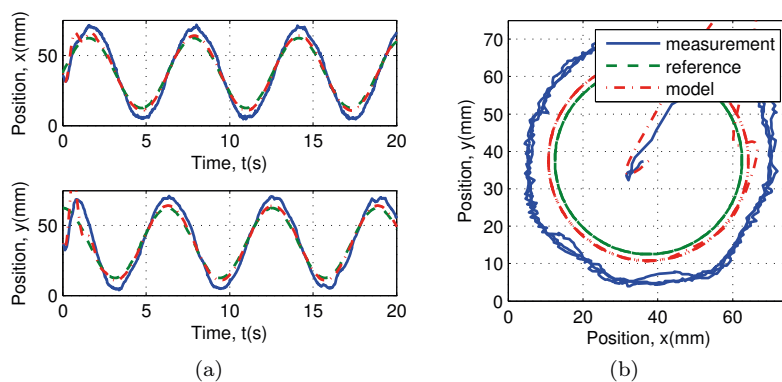 75
50
0
Position, x(mm)
0 5 10 15 20
Time, t(s)
50
0
Position, y(mm)
0 5 10 15 20
Time, t(s)
(a)
measurement
reference
model
70
60
50
40
30
20
10
0
Position, y(mm)
0 20 40 60
Position, x(mm)
(b)